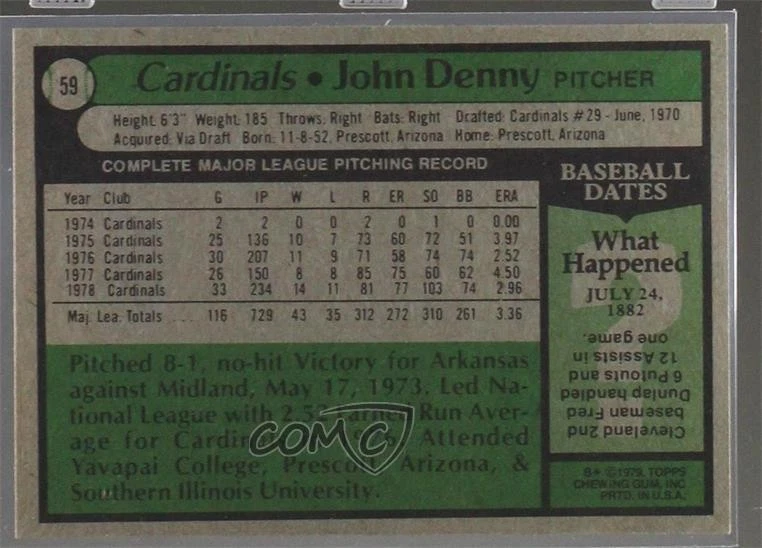 59
Cardinals • John Denny PITCHER
Height: 6'3" Weight: 185 Throws: Right Bats: Right Drafted: Cardinals #29 - June, 1970
Acquired: Via Draft Born: 11-8-52, Prescott, Arizona Home: Prescott, Arizona
COMPLETE MAJOR LEAGUE PITCHING RECORD
Year Club G IP W L R ER SO BB ERA
1974 Cardinals 2 2 0 0 2 0 1 0 0.00
1975 Cardinals 25 136 10 7 73 60 72 51 3.97
1976 Cardinals 30 207 11 9 71 58 74 74 2.52
1977 Cardinals 26 150 8 8 85 75 60 62 4.50
1978 Cardinals 33 234 14 11 81 77 103 74 2.96
Maj. Lea. Totals ... 116 729 43 35 312 272 310 261 3.36
Pitched 8-1, no-hit Victory for Arkansas
against Midland, May 17, 1973. Led Na-
tional League with 2.52 Earned Run Aver-
age for Cardinals
Attended
Yavapai College, Prescott, Arizona, &
Southern Illinois University.
COMC
BASEBALL
DATES
What
Happened
JULY 24,
1882
Cleveland 2nd
baseman Fred
Dunlap handled
6 Putouts and
12 Assists in
one game.
B* ©1979, TOPPS
CHEWING GUM, INC
PRTD. IN U.S.A.